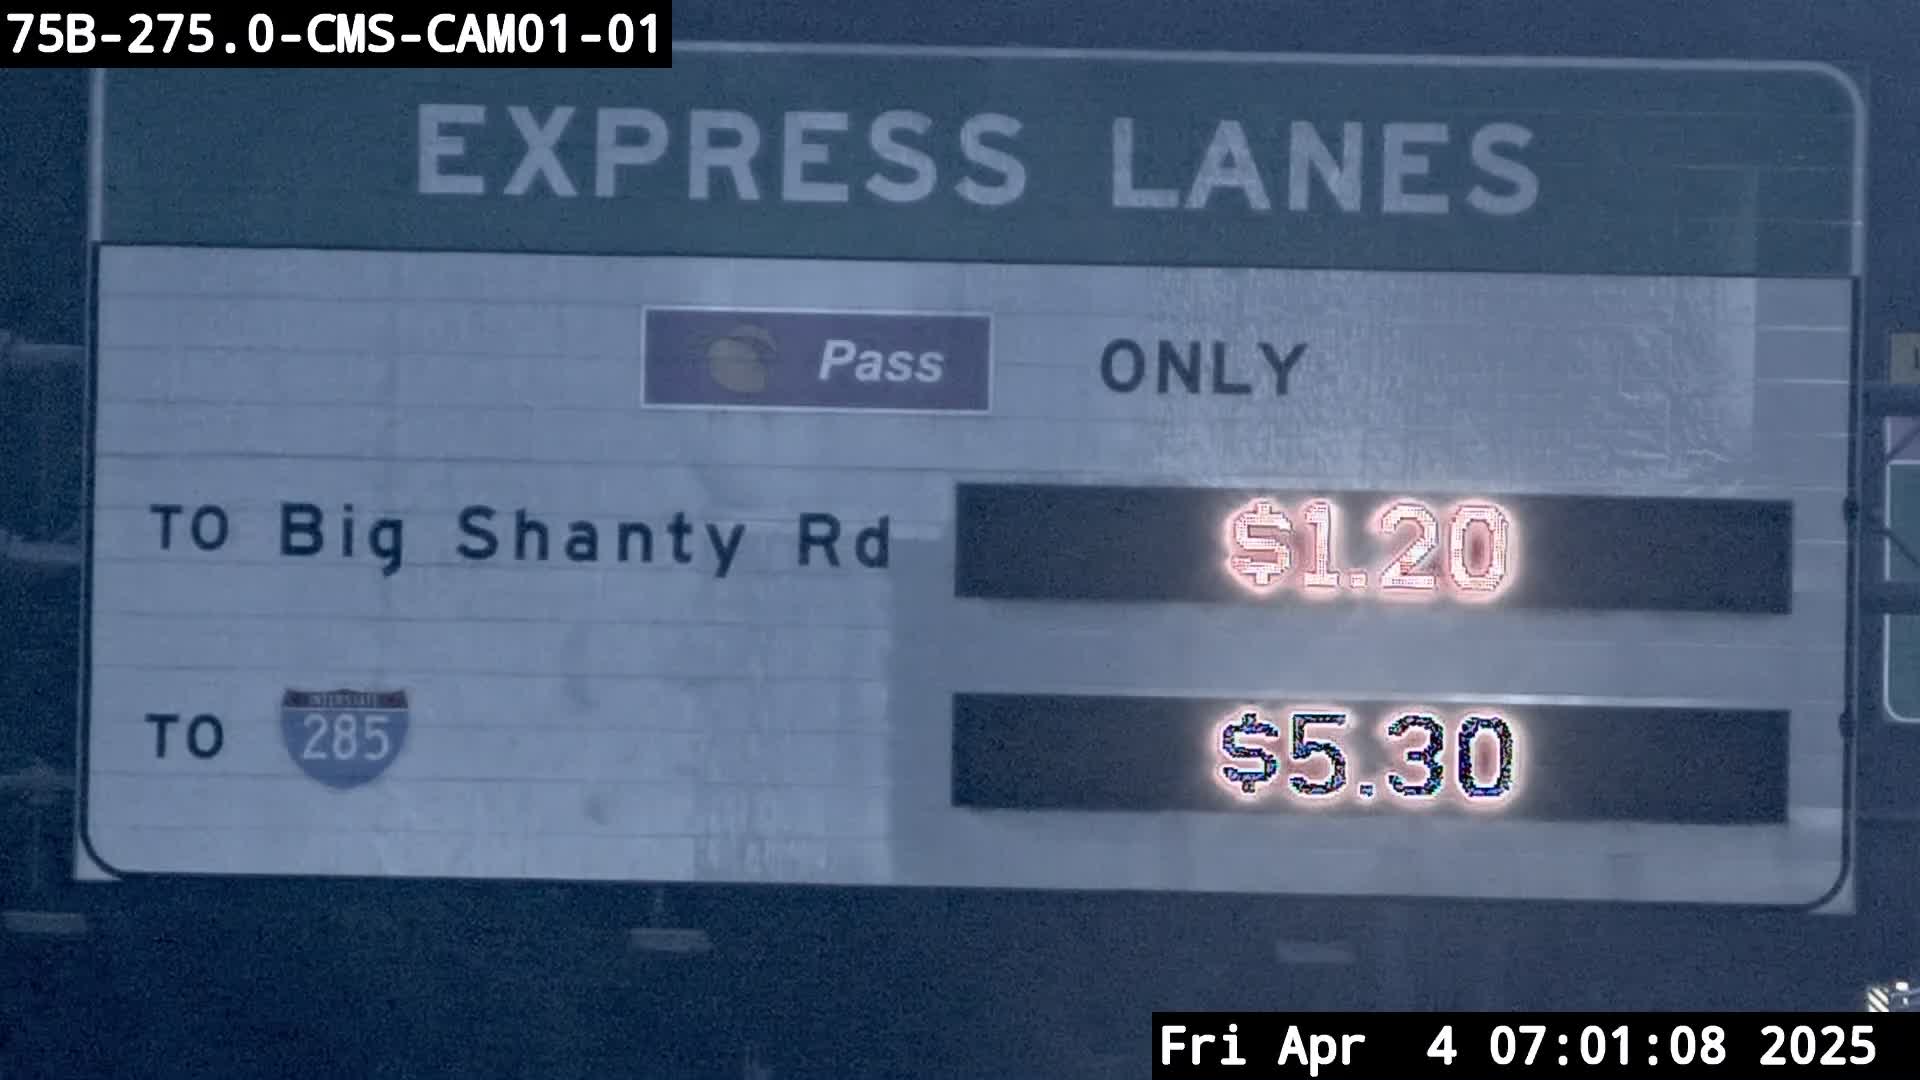 75B-275.0-CMS-CAM01-01
EXPRESS LANES
Pass ONLY
TO Big Shanty Rd $1.20
TO 285 $5.30
Fri Apr 4 07:01:08 2025